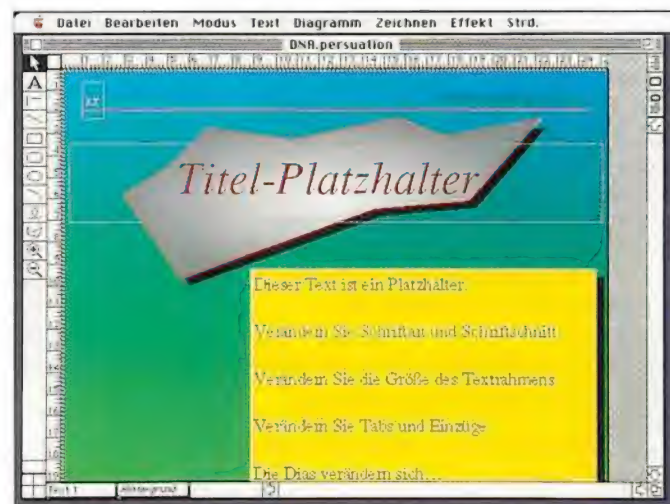 Datei Bearbeiten Modus Text Diagramm Zeichnen Effekt Strd.
DNA.persuation
A
Titel-Platzhalter
Dieser Text ist ein Platzhalter.
Verändern Sie Schriftart und Schriftschnitt
Verändern Sie die Größe des Textrahmens
Verändern Sie Tabs und Einzüge
Die Dias verändern sich…